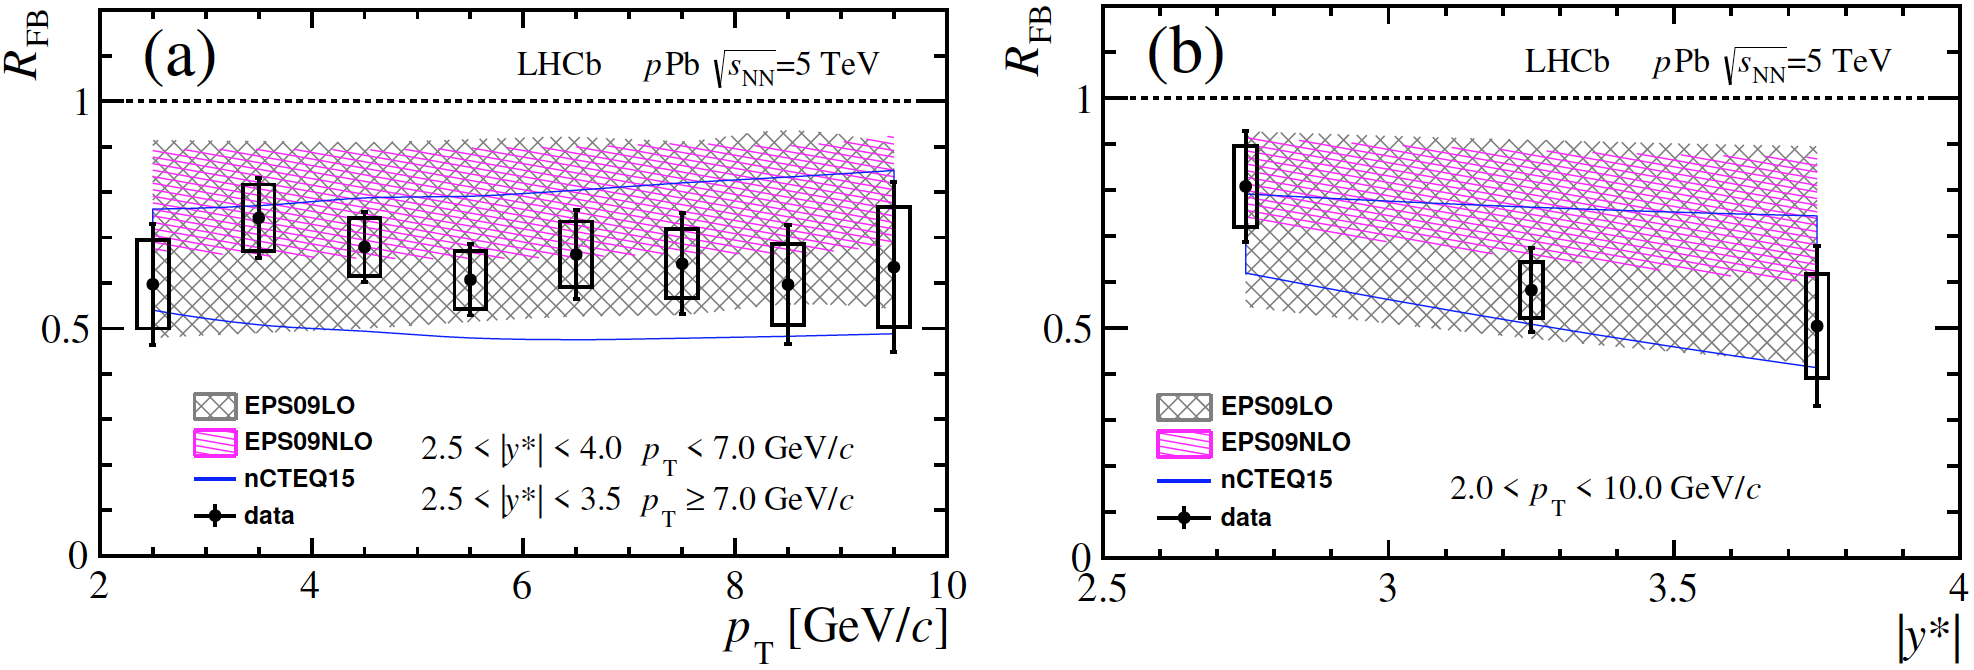 R_FB
(a)
LHCb pPb √s_NN=5 TeV
1
0.5
0
EPS09LO
EPS09NLO
nCTEQ15
data
2.5 < |y*| < 4.0 p_T < 7.0 GeV/c
2.5 < |y*| < 3.5 p_T ≥ 7.0 GeV/c
2 4 6 8 10
p_T [GeV/c]
R_FB
(b)
LHCb pPb √s_NN=5 TeV
1
0.5
0
EPS09LO
EPS09NLO
nCTEQ15
data
2.0 < p_T < 10.0 GeV/c
2.5 3 3.5 4
|y*|